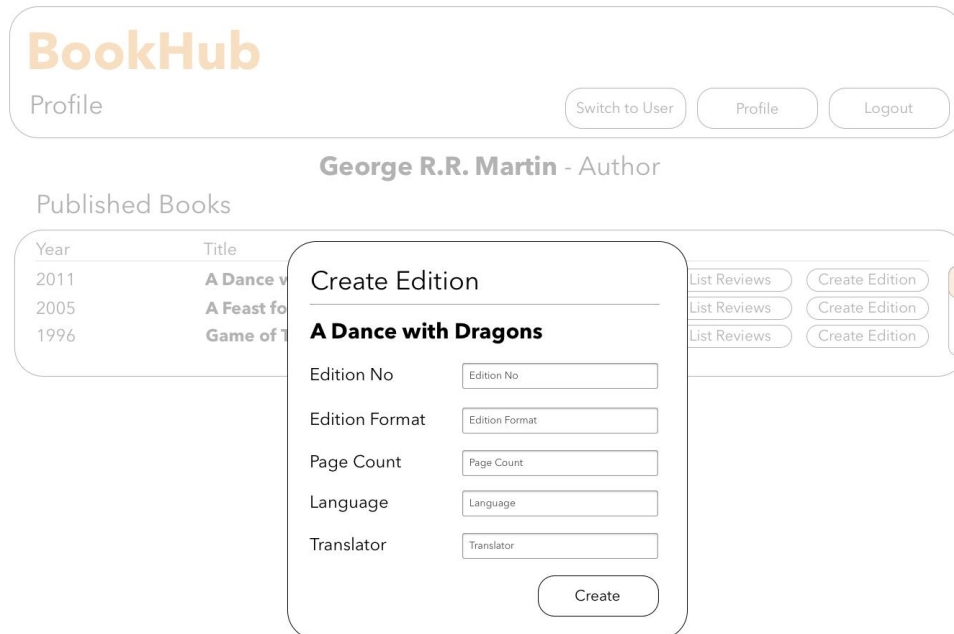 BookHub
Profile
Switch to User
Profile
Logout
George R.R. Martin - Author
Published Books
Year Title
2011 A Dance List Reviews Create Edition
2005 A Feast List Reviews Create Edition
1996 Game of List Reviews Create Edition
Create Edition
A Dance with Dragons
Edition No Edition No
Edition Format Edition Format
Page Count Page Count
Language Language
Translator Translator
Create